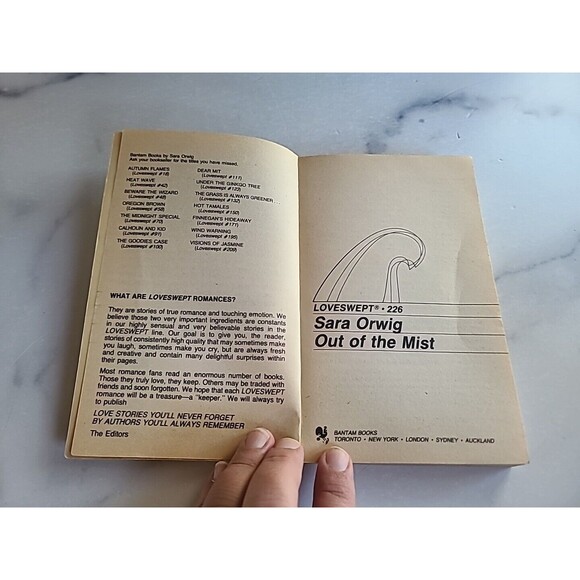 Bantam Books by Sara Orwig
Ask your bookseller for the titles you have missed.
AUTUMN FLAMES
(Loveswept #16)
HEAT WAVE
(Loveswept #42)
BEWARE THE WIZARD
(Loveswept #48)
OREGON BROWN
(Loveswept #58)
THE MIDNIGHT SPECIAL
(Loveswept #70)
CALHOUN AND KID
(Loveswept #91)
THE GOODIES CASE
(Loveswept #100)
DEAR MIT
(Loveswept #111)
UNDER THE GINKGO TREE
(Loveswept #123)
THE GRASS IS ALWAYS GREENER
(Loveswept #132)
HOT TAMALES
(Loveswept #150)
FINNEGAN'S HIDEAWAY
(Loveswept #171)
WIND WARNING
(Loveswept #195)
VISIONS OF JASMINE
(Loveswept #209)
WHAT ARE LOVESWEPT ROMANCES?
They are stories of true romance and touching emotion. We
believe those two very important ingredients are constants
in our highly sensual and very believable stories in the
LOVESWEPT line. Our goal is to give you, the reader,
stories of consistently high quality that may sometimes make
you laugh, sometimes make you cry, but are always fresh
and creative and contain many delightful surprises within
their pages.
Most romance fans read an enormous number of books.
Those they truly love, they keep. Others may be traded with
friends and soon forgotten. We hope that each LOVESWEPT
romance will be a treasure—a "keeper." We will always try
to publish
LOVE STORIES YOU'LL NEVER FORGET
BY AUTHORS YOU'LL ALWAYS REMEMBER
The Editors
LOVESWEPT® • 226
Sara Orwig
Out of the Mist
BANTAM BOOKS
TORONTO • NEW YORK • LONDON • SYDNEY • AUCKLAND